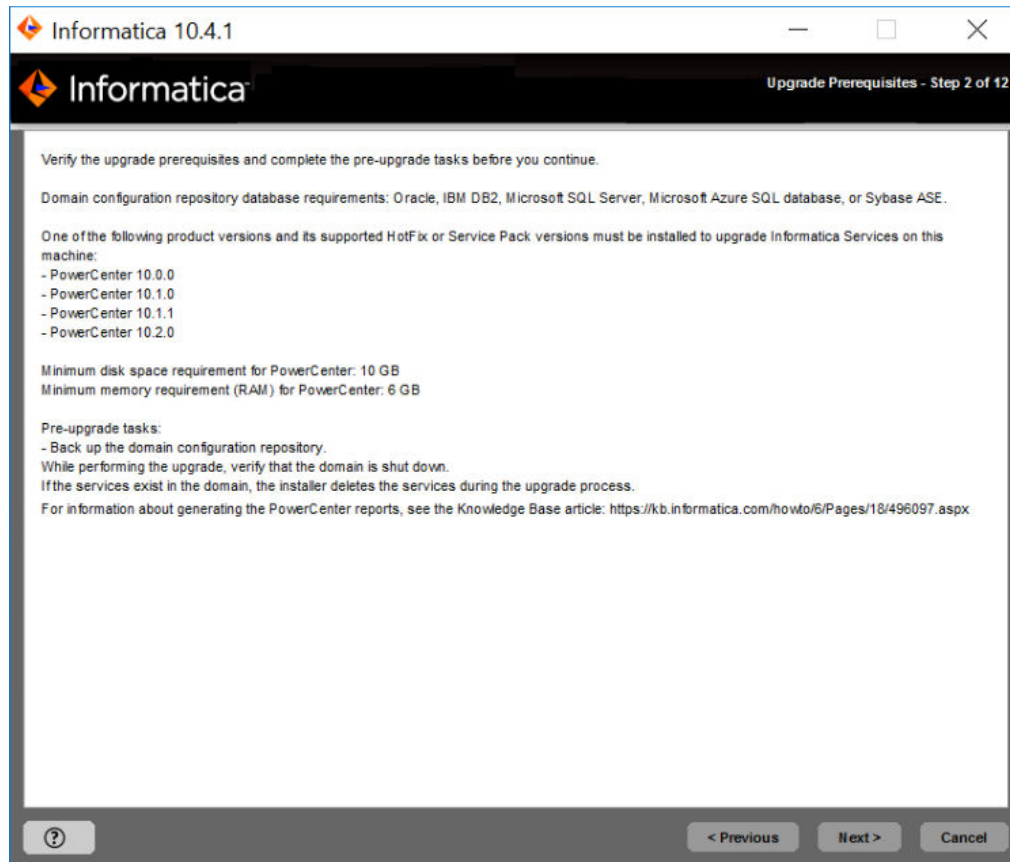 Informatica 10.4.1
Informatica
Upgrade Prerequisites - Step 2 of 12
Verify the upgrade prerequisites and complete the pre-upgrade tasks before you continue.
Domain configuration repository database requirements: Oracle, IBM DB2, Microsoft SQL Server, Microsoft Azure SQL database, or Sybase ASE.
One of the following product versions and its supported HotFix or Service Pack versions must be installed to upgrade Informatica Services on this
machine:
- PowerCenter 10.0.0
- PowerCenter 10.1.0
- PowerCenter 10.1.1
- PowerCenter 10.2.0
Minimum disk space requirement for PowerCenter: 10 GB
Minimum memory requirement (RAM) for PowerCenter: 6 GB
Pre-upgrade tasks:
- Back up the domain configuration repository.
While performing the upgrade, verify that the domain is shut down.
If the services exist in the domain, the installer deletes the services during the upgrade process.
For information about generating the PowerCenter reports, see the Knowledge Base article: https://kb.informatica.com/howto/6/Pages/18/496097.aspx
?
< Previous
Next >
Cancel